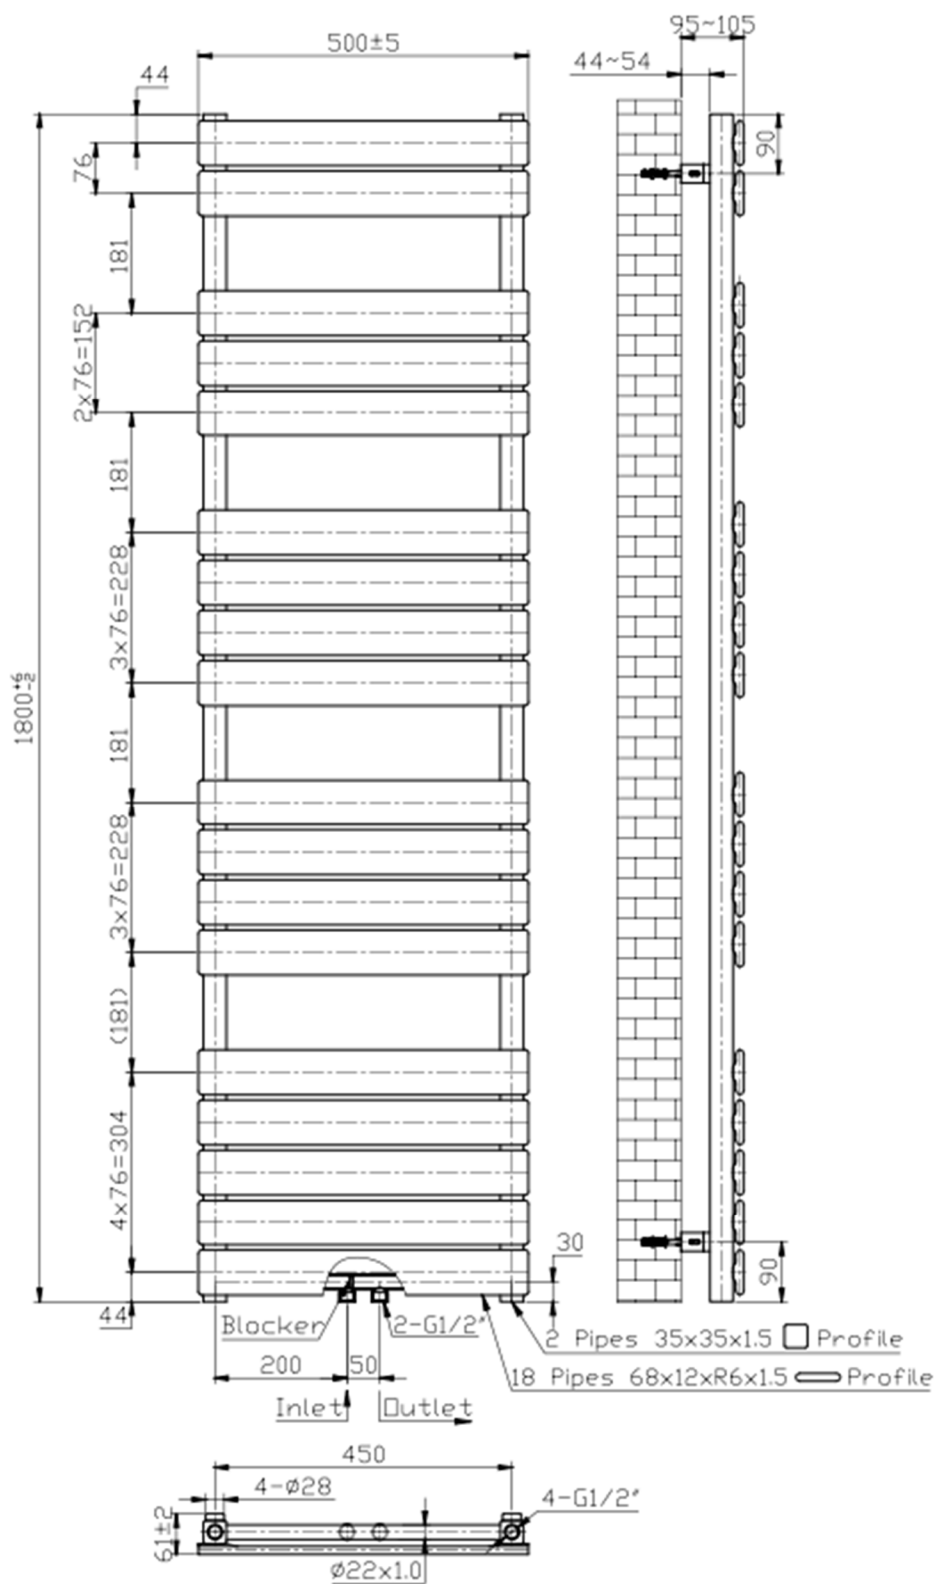 500±5
95~105
44~54
44
76
90
181
2x76=152
181
3x76=228
1800+6-2
181
3x76=228
(181)
4x76=304
30
90
44
Blocker
2-G1/2"
2 Pipes 35x35x1.5 Profile
200
50
18 Pipes 68x12xR6x1.5 Profile
Inlet
Outlet
450
4-Ø28
4-G1/2"
61±2
Ø22x1.0